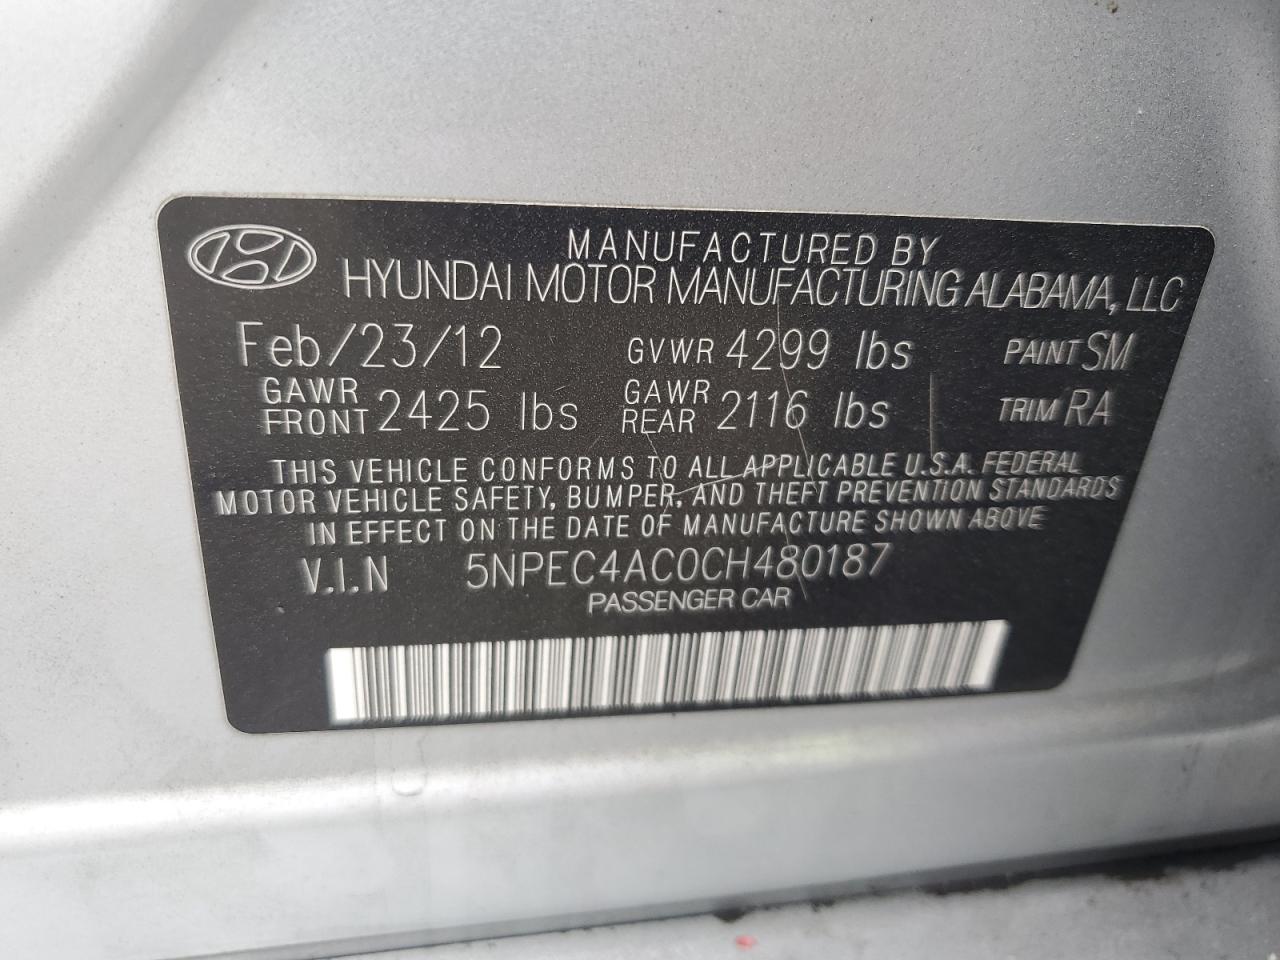 MANUFACTURED BY
HYUNDAI MOTOR MANUFACTURING ALABAMA, LLC
Feb/23/12 GVWR 4299 lbs PAINT SM
GAWR FRONT 2425 lbs GAWR REAR 2116 lbs TRIM RA
THIS VEHICLE CONFORMS TO ALL APPLICABLE U.S.A. FEDERAL
MOTOR VEHICLE SAFETY, BUMPER, AND THEFT PREVENTION STANDARDS
IN EFFECT ON THE DATE OF MANUFACTURE SHOWN ABOVE
V.I.N 5NPEC4AC0CH480187
PASSENGER CAR